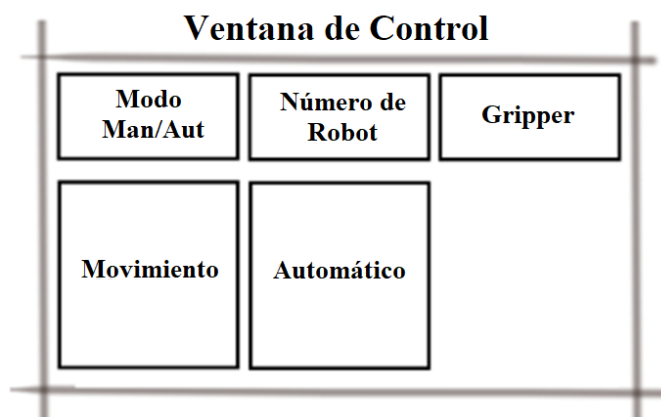 Ventana de Control
Modo
Man/Aut
Número de
Robot
Gripper
Movimiento
Automático